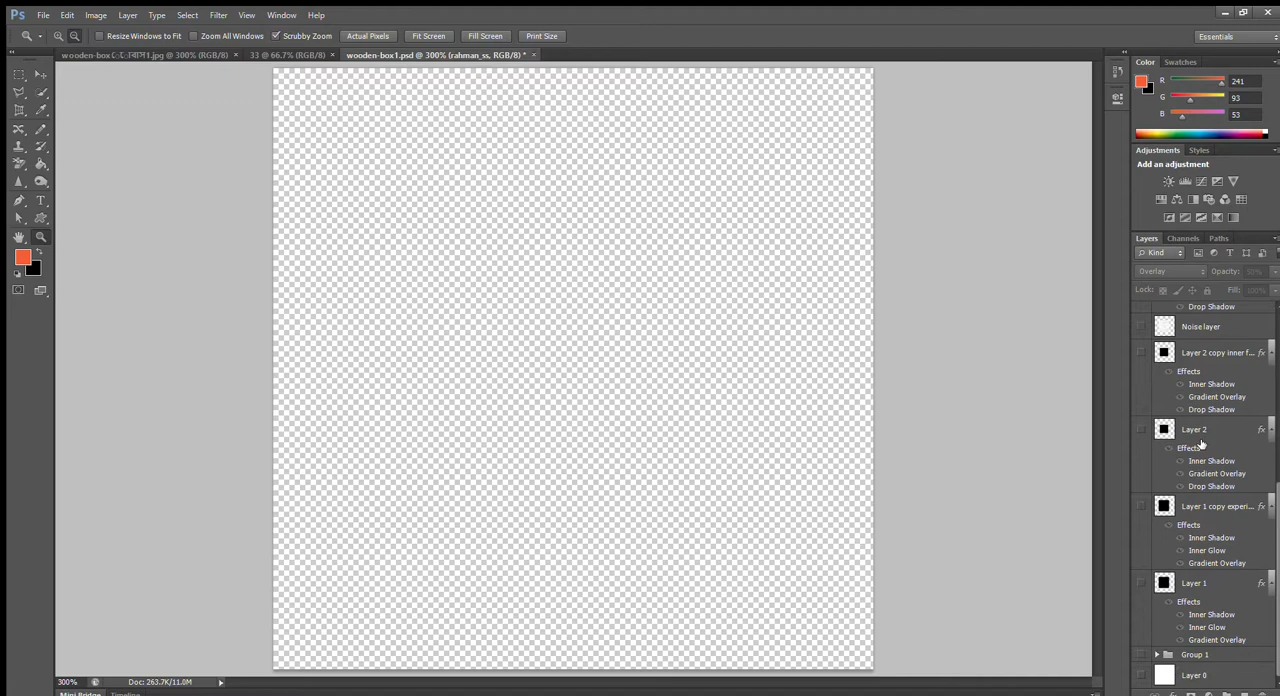 Ps File Edit Image Layer Type Select Filter View Window Help
Resize Windows to Fit Zoom All Windows Scrubby Zoom Actual Pixels Fit Screen Fill Screen Print Size Essentials
33 @ 66.7% (RGB/8) × wooden-box1.psd @ 300% (rahman_ss, RGB/8) * ×
Color Swatches
R 241
G 93
B 53
Adjustments Styles
Add an adjustment
Layers Channels Paths
Kind
Overlay Opacity: 90%
Lock: Fill: 100%
Drop Shadow
Noise layer
Layer 2 copy inner f... fx
Effects
Inner Shadow
Gradient Overlay
Drop Shadow
Layer 2 fx
Effects
Inner Shadow
Gradient Overlay
Drop Shadow
Layer 1 copy experi... fx
Effects
Inner Shadow
Inner Glow
Gradient Overlay
Layer 1 fx
Effects
Inner Shadow
Inner Glow
Gradient Overlay
Group 1
Layer 0
300% Doc: 263.7K/11.0M
Mini Bridge Timeline